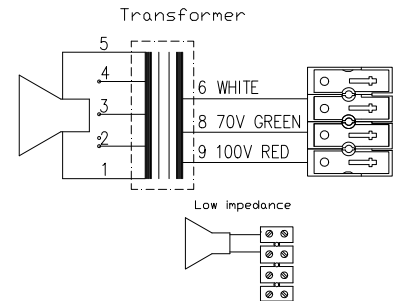 Transformer
5
4
3
2
1
6 WHITE
8 70V GREEN
9 100V RED
Low impedance